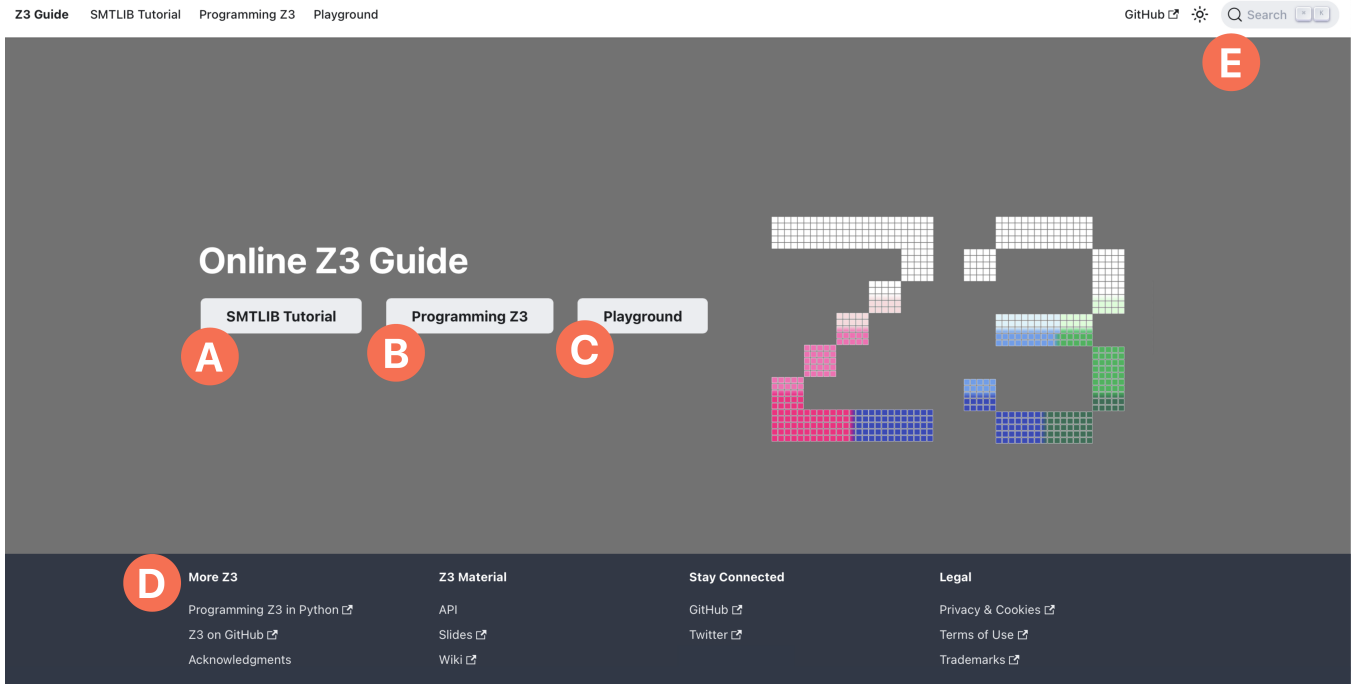 Z3 Guide SMTLIB Tutorial Programming Z3 Playground GitHub Search K
E
Online Z3 Guide
SMTLIB Tutorial Programming Z3 Playground
A B C
Z3
D More Z3 Z3 Material Stay Connected Legal
Programming Z3 in Python API GitHub Privacy & Cookies
Z3 on GitHub Slides Twitter Terms of Use
Acknowledgments Wiki Trademarks